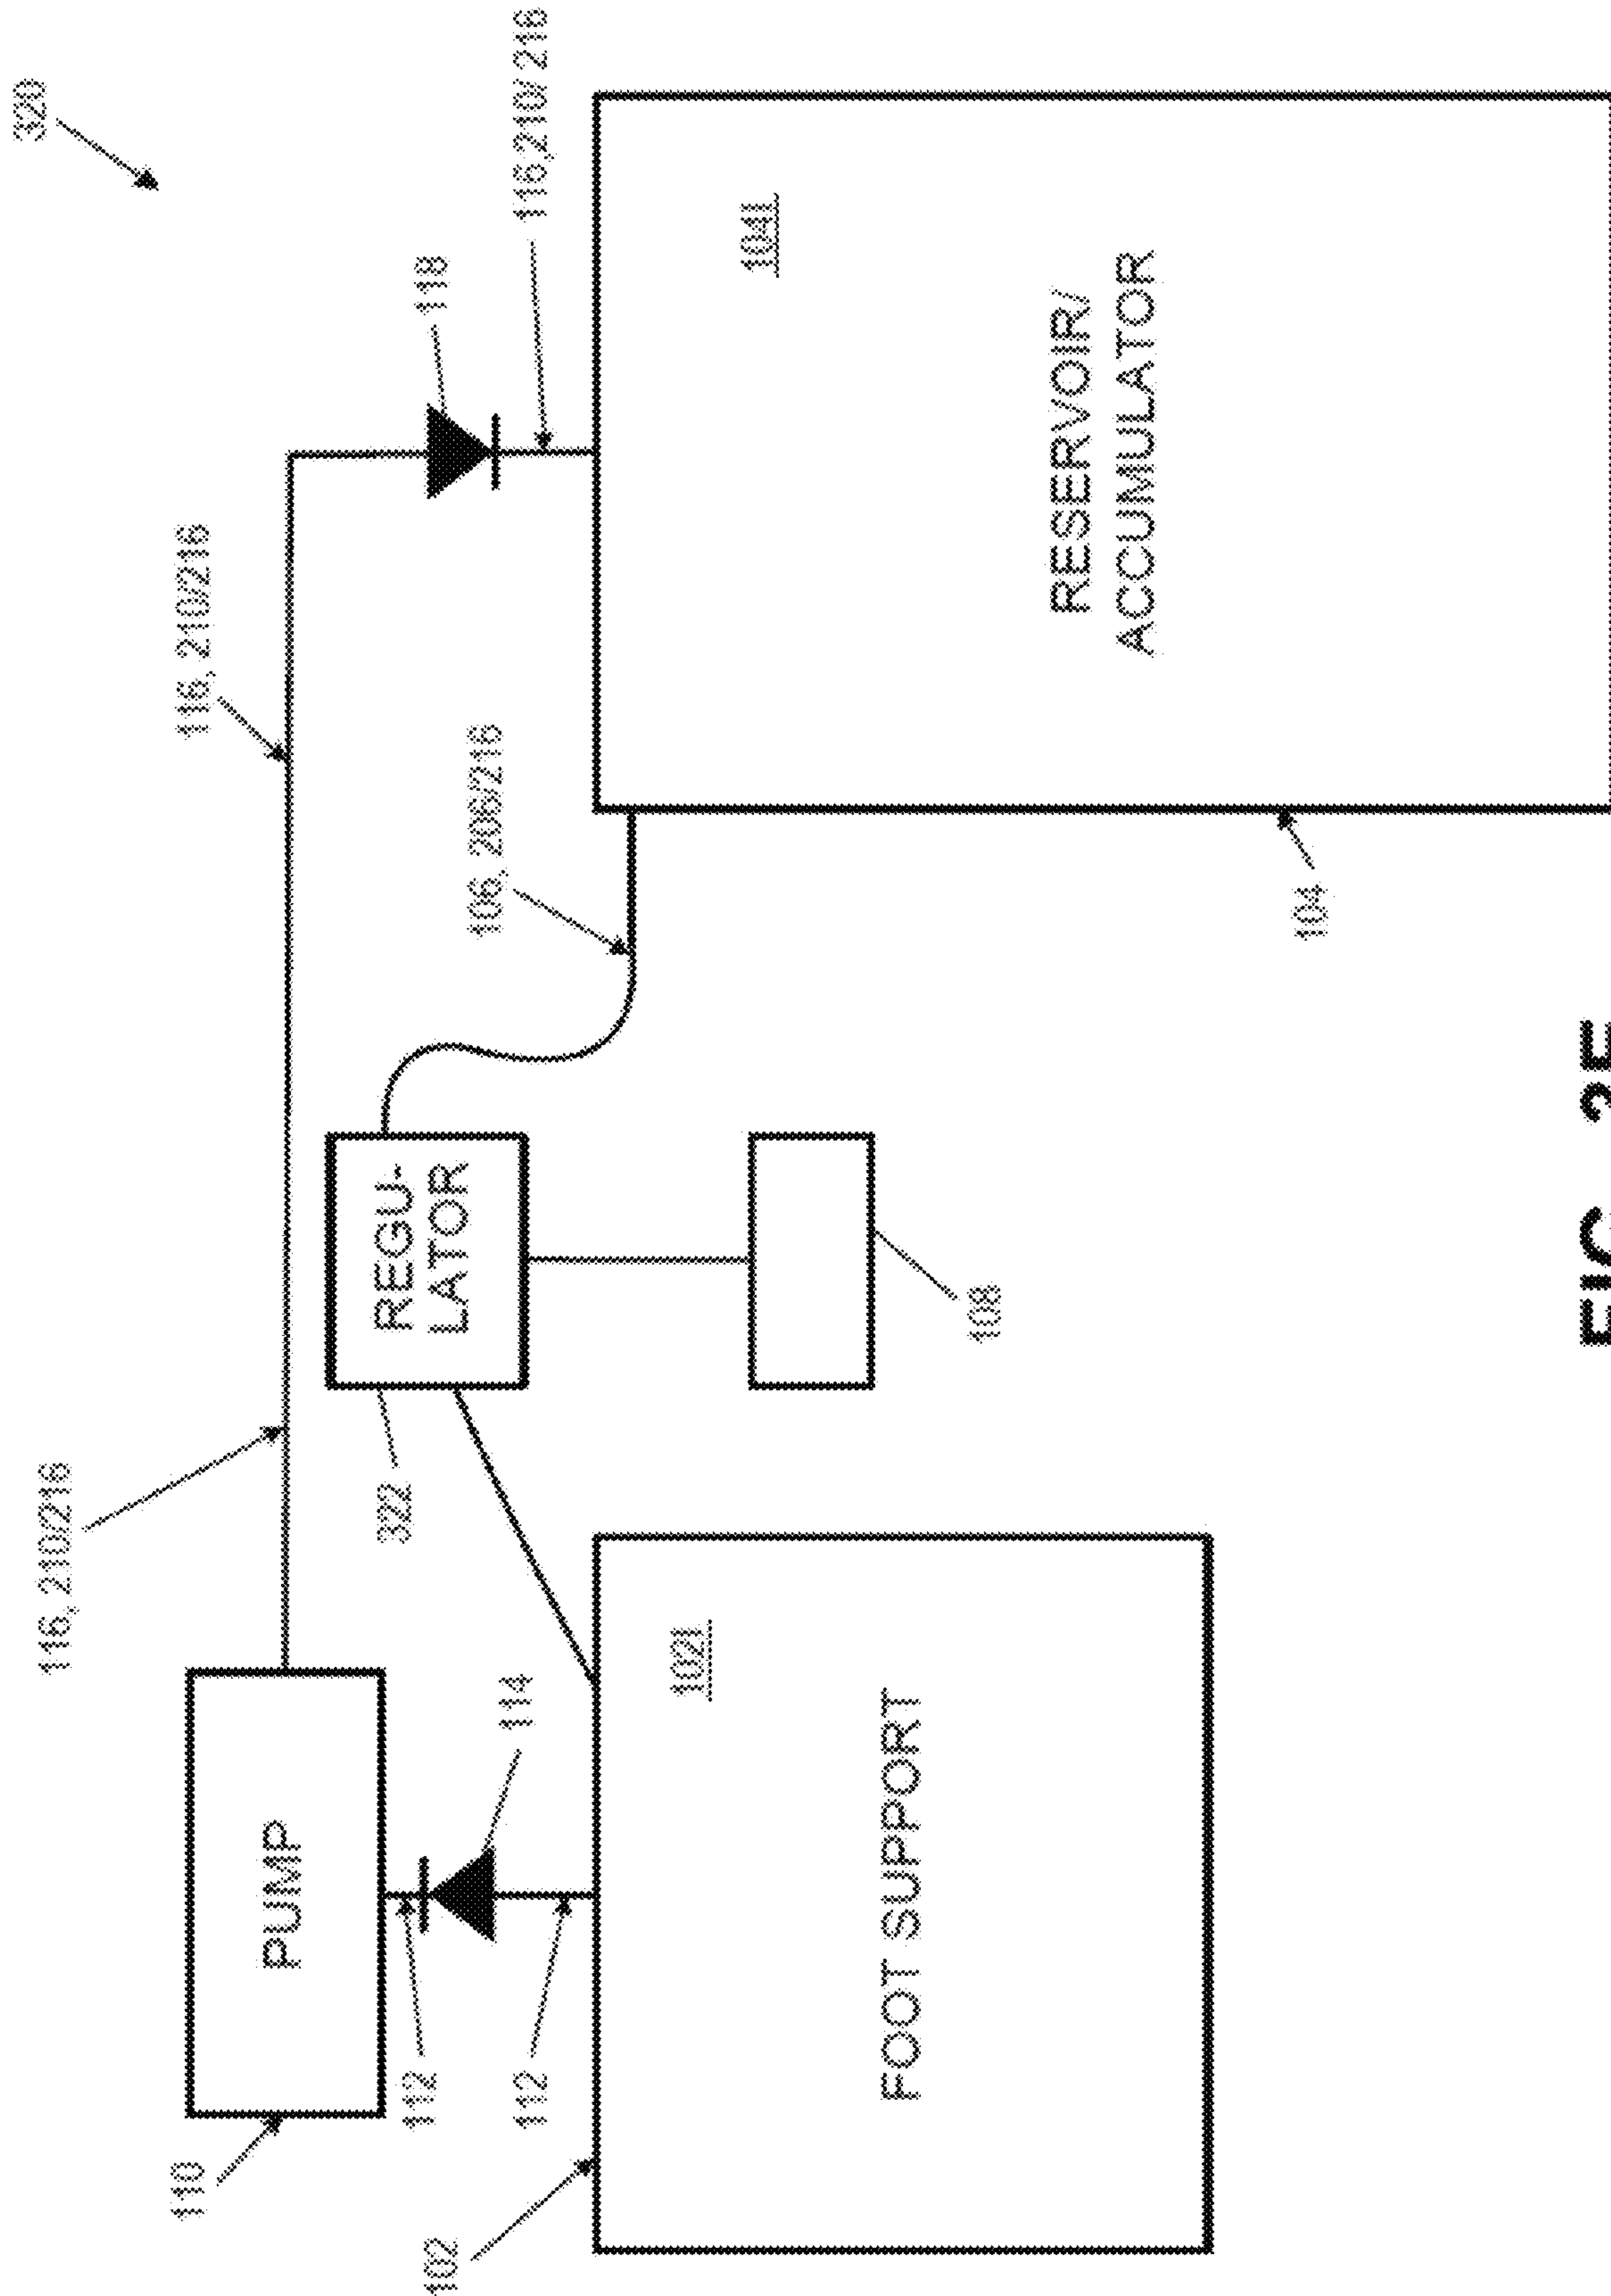 320
116, 210/216
110
116, 210/216
PUMP
322
REGU-
LATOR
118
102
112
112
114
106, 206/216
116,210/216
102I
104I
FOOT SUPPORT
108
RESERVOIR/
ACCUMULATOR
104
FIG.